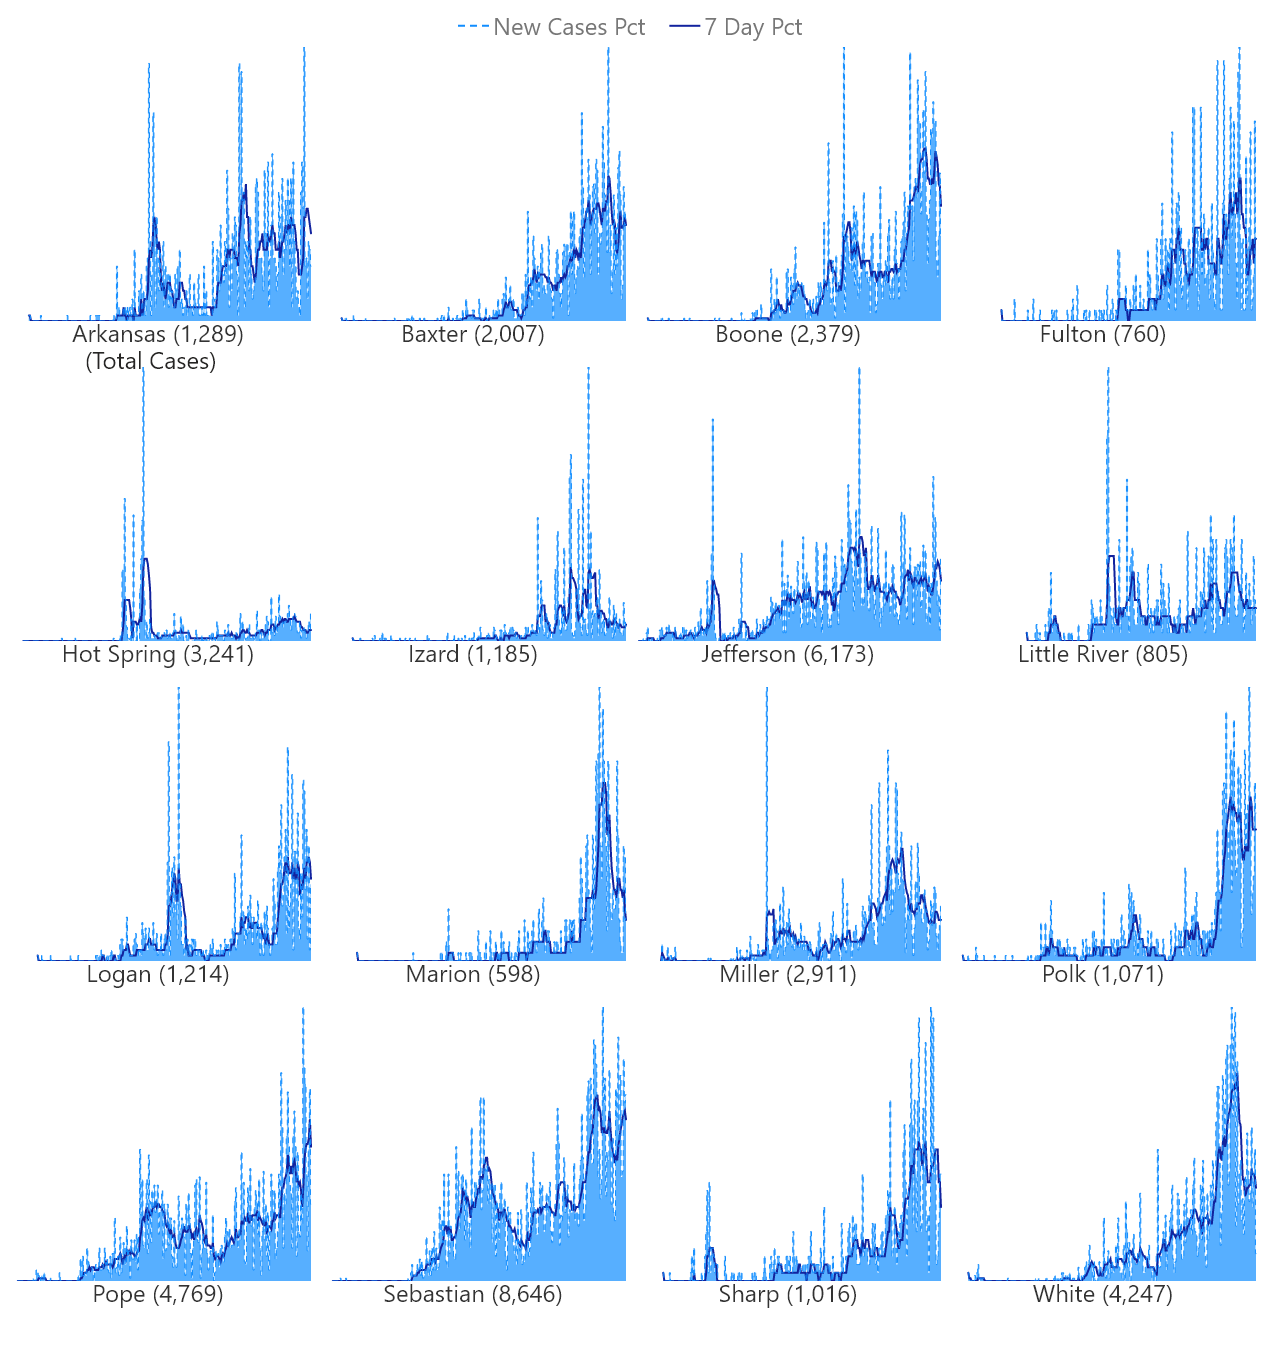 New Cases Pct 7 Day Pct
Arkansas (1,289) Baxter (2,007) Boone (2,379) Fulton (760)
(Total Cases)
Hot Spring (3,241) Izard (1,185) Jefferson (6,173) Little River (805)
Logan (1,214) Marion (598) Miller (2,911) Polk (1,071)
Pope (4,769) Sebastian (8,646) Sharp (1,016) White (4,247)